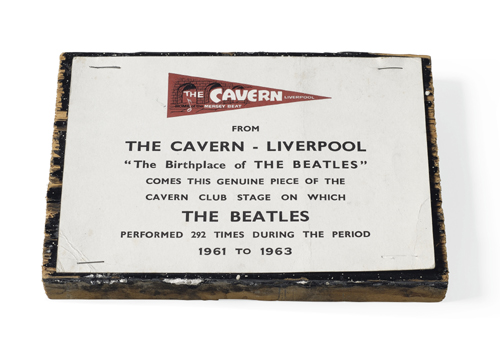 THE CAVERN LIVERPOOL
MERSEY BEAT
FROM
THE CAVERN - LIVERPOOL
"The Birthplace of THE BEATLES"
COMES THIS GENUINE PIECE OF THE
CAVERN CLUB STAGE ON WHICH
THE BEATLES
PERFORMED 292 TIMES DURING THE PERIOD
1961 TO 1963